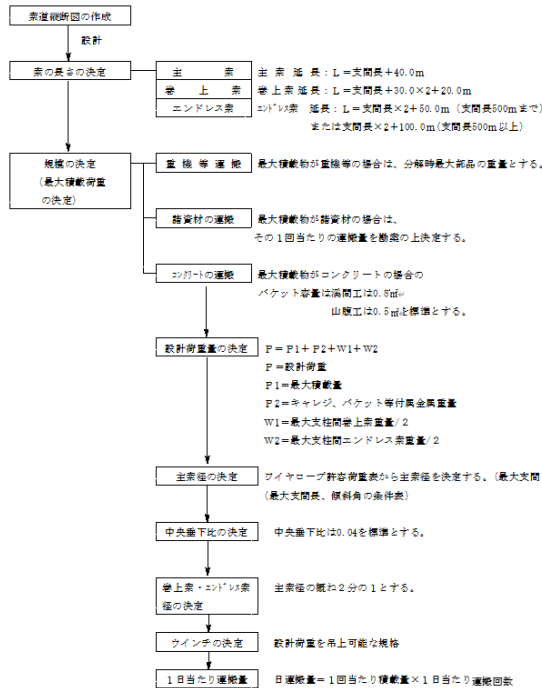 索道縦断図の作成
設計
索の長さの決定
主索
主索延長：L＝支間長＋40.0m
巻上索
巻上索延長：L＝支間長＋30.0×2＋20.0m
エンドレス索
ｴﾝﾄﾞﾚｽ索 延長：L＝支間長×2＋50.0m（支間長500mまで）
または支間長×2＋100.0m(支間長500m以上）
規模の決定
（最大積載荷重
の決定）
重機等運搬
最大積載物が重機等の場合は、分解時最大部品の重量とする。
諸資材の運搬
最大積載物が諸資材の場合は、
その１回当たりの運搬量を勘案の上決定する。
ｺﾝｸﾘｰﾄの運搬
最大積載物がコンクリートの場合の
バケット容量は渓間工は0.8㎥
山腹工は0.5㎥を標準とする。
設計荷重量の決定
P＝P1＋P2＋W1＋W2
P＝設計荷重
P1＝最大積載量
P2＝キャレジ、バケット等付属金属重量
W1＝最大支柱間巻上索重量/２
W2＝最大支柱間エンドレス索重量/２
主索径の決定
ワイヤロープ許容荷重表から主索径を決定する。（最大支間
（最大支間長、傾斜角の条件表）
中央垂下比の決定
中央垂下比は0.04を標準とする。
巻上索・ｴﾝﾄﾞﾚｽ索
径の決定
主索径の概ね２分の１とする。
ウインチの決定
設計荷重を吊上可能な規格
１日当たり運搬量
日運搬量＝１回当たり積載量×１日当たり運搬回数